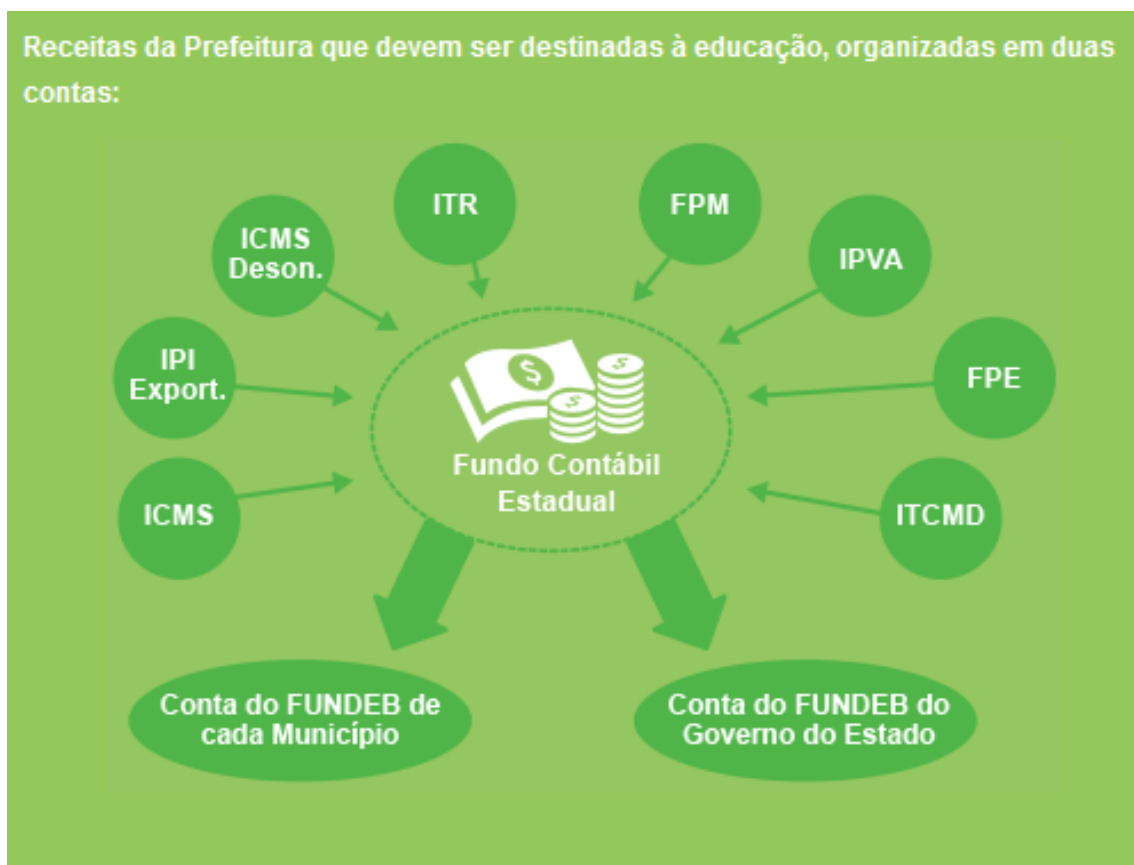 Receitas da Prefeitura que devem ser destinadas à educação, organizadas em duas
contas:
ITR
FPM
ICMS
Deson.
IPVA
IPI
Export.
FPE
Fundo Contábil
Estadual
ICMS
ITCMD
Conta do FUNDEB de
cada Município
Conta do FUNDEB do
Governo do Estado